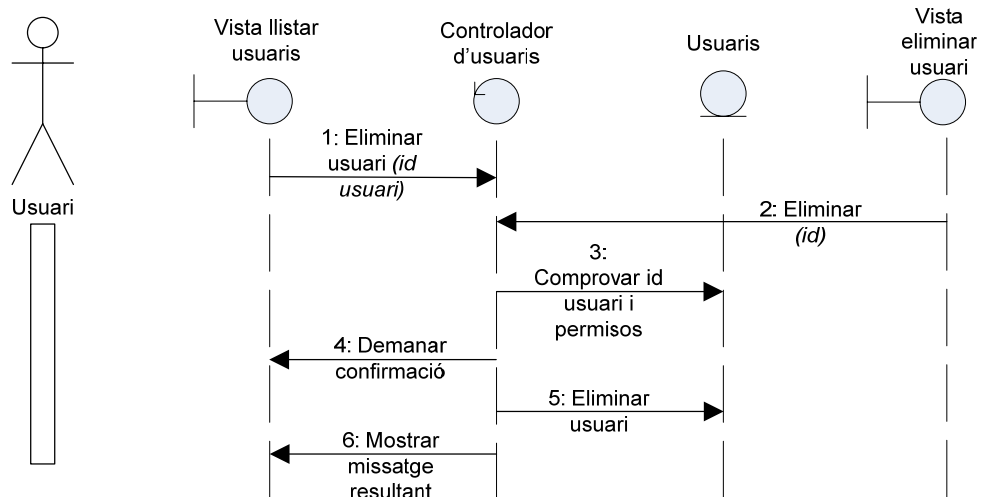 Vista llistar
usuaris
Controlador
d'usuaris
Usuaris
Vista
eliminar
usuari
Usuari
1: Eliminar
usuari (id
usuari)
2: Eliminar
(id)
3:
Comprovar id
usuari i
permisos
4: Demanar
confirmació
5: Eliminar
usuari
6: Mostrar
missatge
resultant